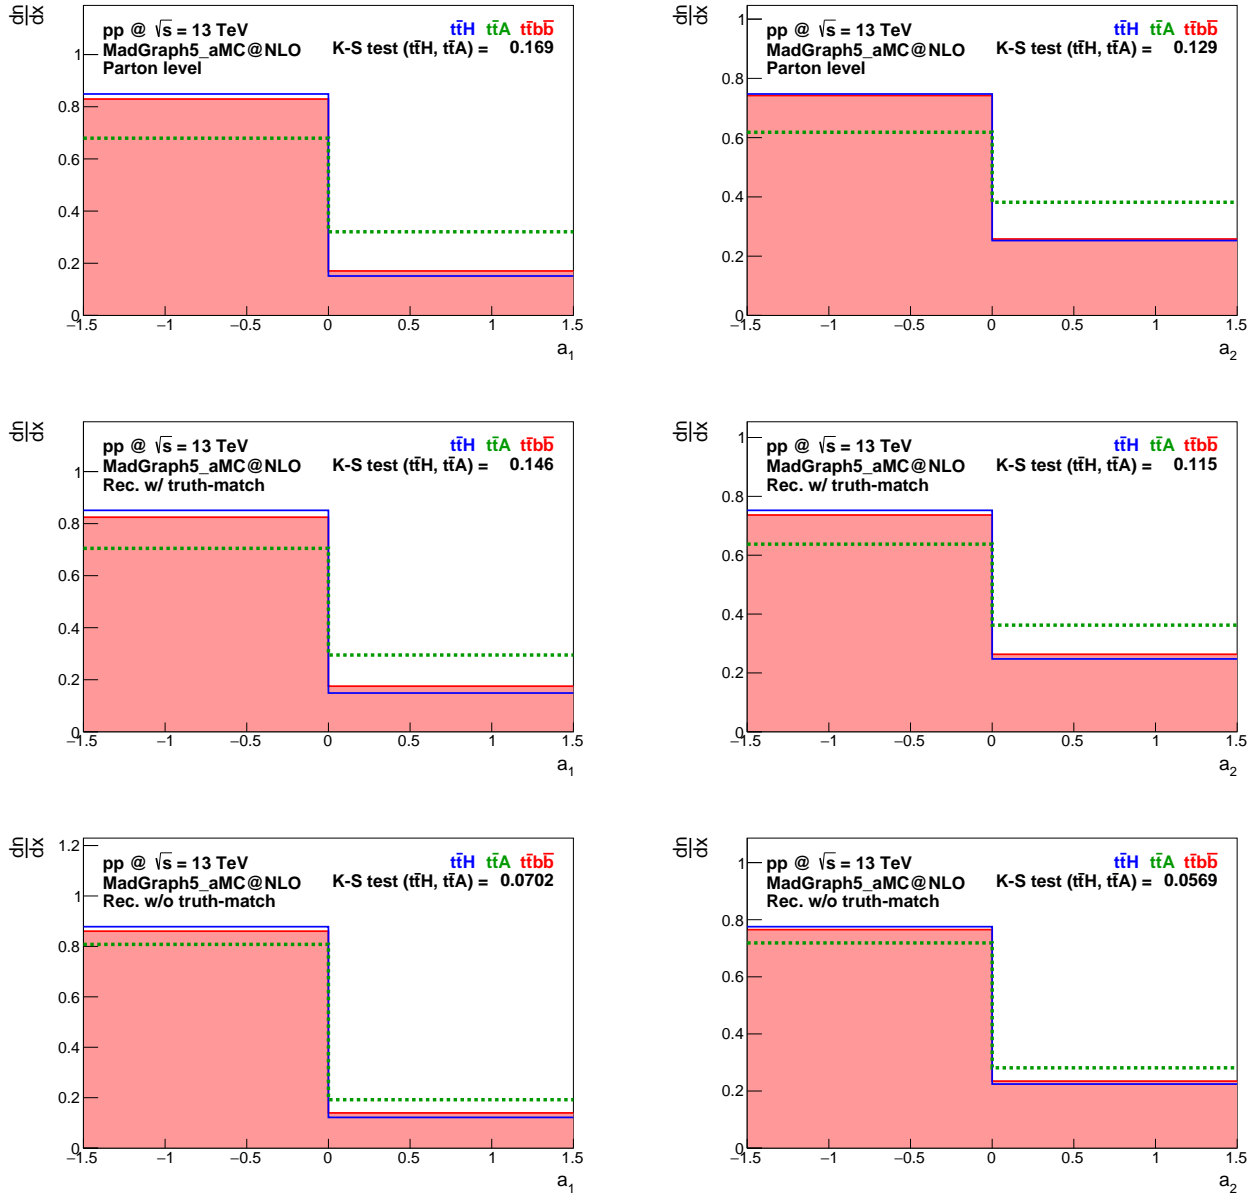 dn/dx
pp @ √s = 13 TeV
tt̄H tt̄A tt̄bb̄
MadGraph5_aMC@NLO
K-S test (tt̄H, tt̄A) = 0.169
Parton level
1
0.8
0.6
0.4
0.2
0
−1.5 −1 −0.5 0 0.5 1 1.5
a₁
dn/dx
pp @ √s = 13 TeV
tt̄H tt̄A tt̄bb̄
MadGraph5_aMC@NLO
K-S test (tt̄H, tt̄A) = 0.129
Parton level
1
0.8
0.6
0.4
0.2
0
−1.5 −1 −0.5 0 0.5 1 1.5
a₂
dn/dx
pp @ √s = 13 TeV
tt̄H tt̄A tt̄bb̄
MadGraph5_aMC@NLO
K-S test (tt̄H, tt̄A) = 0.146
Rec. w/ truth-match
1
0.8
0.6
0.4
0.2
0
−1.5 −1 −0.5 0 0.5 1 1.5
a₁
dn/dx
pp @ √s = 13 TeV
tt̄H tt̄A tt̄bb̄
MadGraph5_aMC@NLO
K-S test (tt̄H, tt̄A) = 0.115
Rec. w/ truth-match
1
0.8
0.6
0.4
0.2
0
−1.5 −1 −0.5 0 0.5 1 1.5
a₂
dn/dx
1.2
pp @ √s = 13 TeV
tt̄H tt̄A tt̄bb̄
MadGraph5_aMC@NLO
K-S test (tt̄H, tt̄A) = 0.0702
Rec. w/o truth-match
1
0.8
0.6
0.4
0.2
0
−1.5 −1 −0.5 0 0.5 1 1.5
a₁
dn/dx
pp @ √s = 13 TeV
tt̄H tt̄A tt̄bb̄
MadGraph5_aMC@NLO
K-S test (tt̄H, tt̄A) = 0.0569
Rec. w/o truth-match
1
0.8
0.6
0.4
0.2
0
−1.5 −1 −0.5 0 0.5 1 1.5
a₂